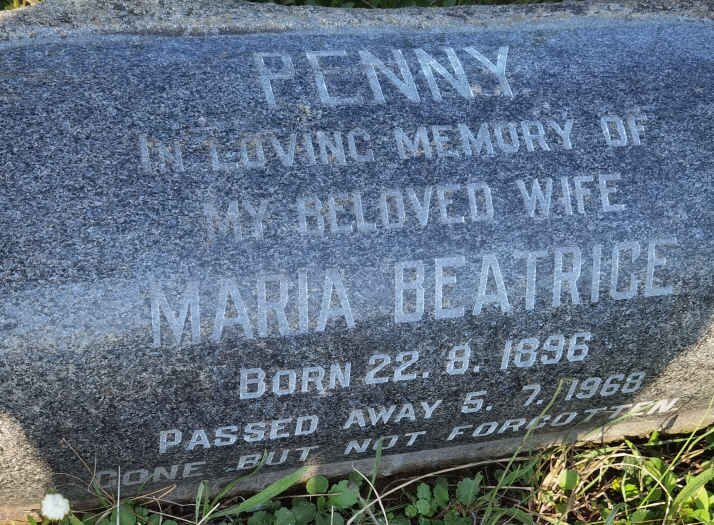 PENNY
IN LOVING MEMORY OF
MY BELOVED WIFE
MARIA BEATRICE
BORN 22. 8. 1896
PASSED AWAY 5. 7. 1968
GONE BUT NOT FORGOTTEN